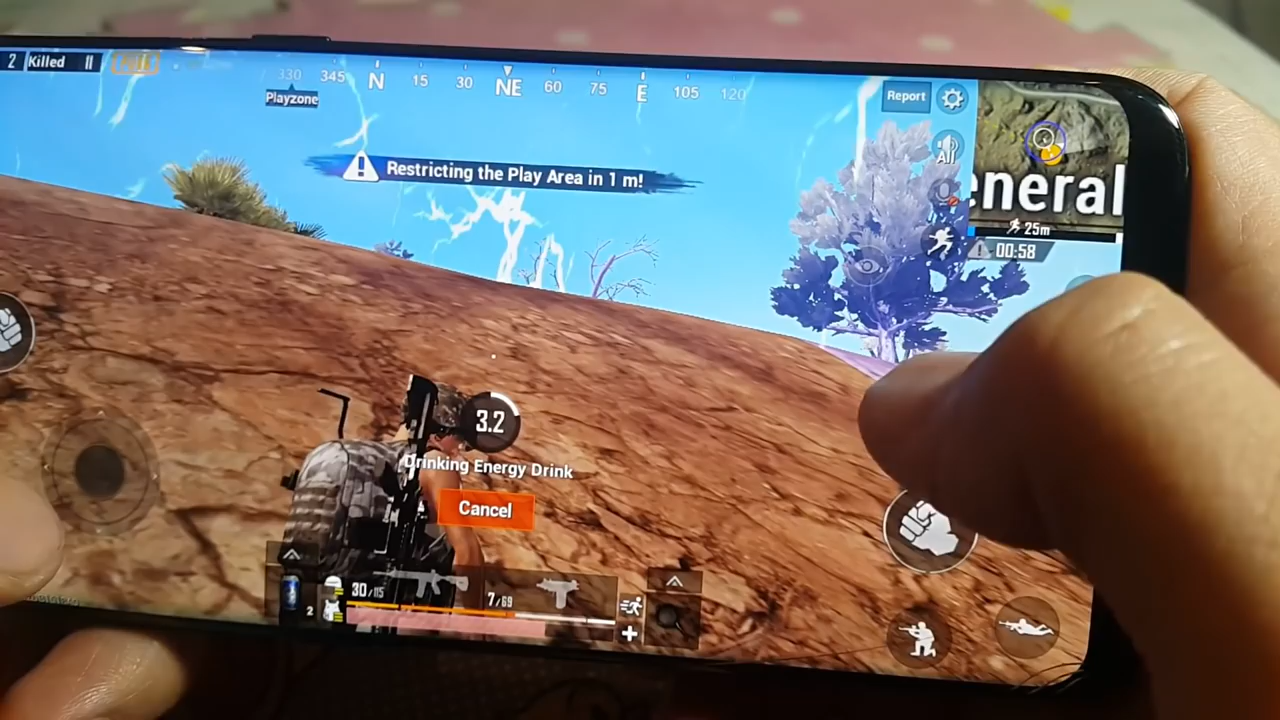 2 Killed 11
330 345 N 15 30 NE 60 75 E 105 120
Playzone
Report
Restricting the Play Area in 1 m!
All
eneral
25m
00:58
3.2
Drinking Energy Drink
Cancel
30/115
7/69
2